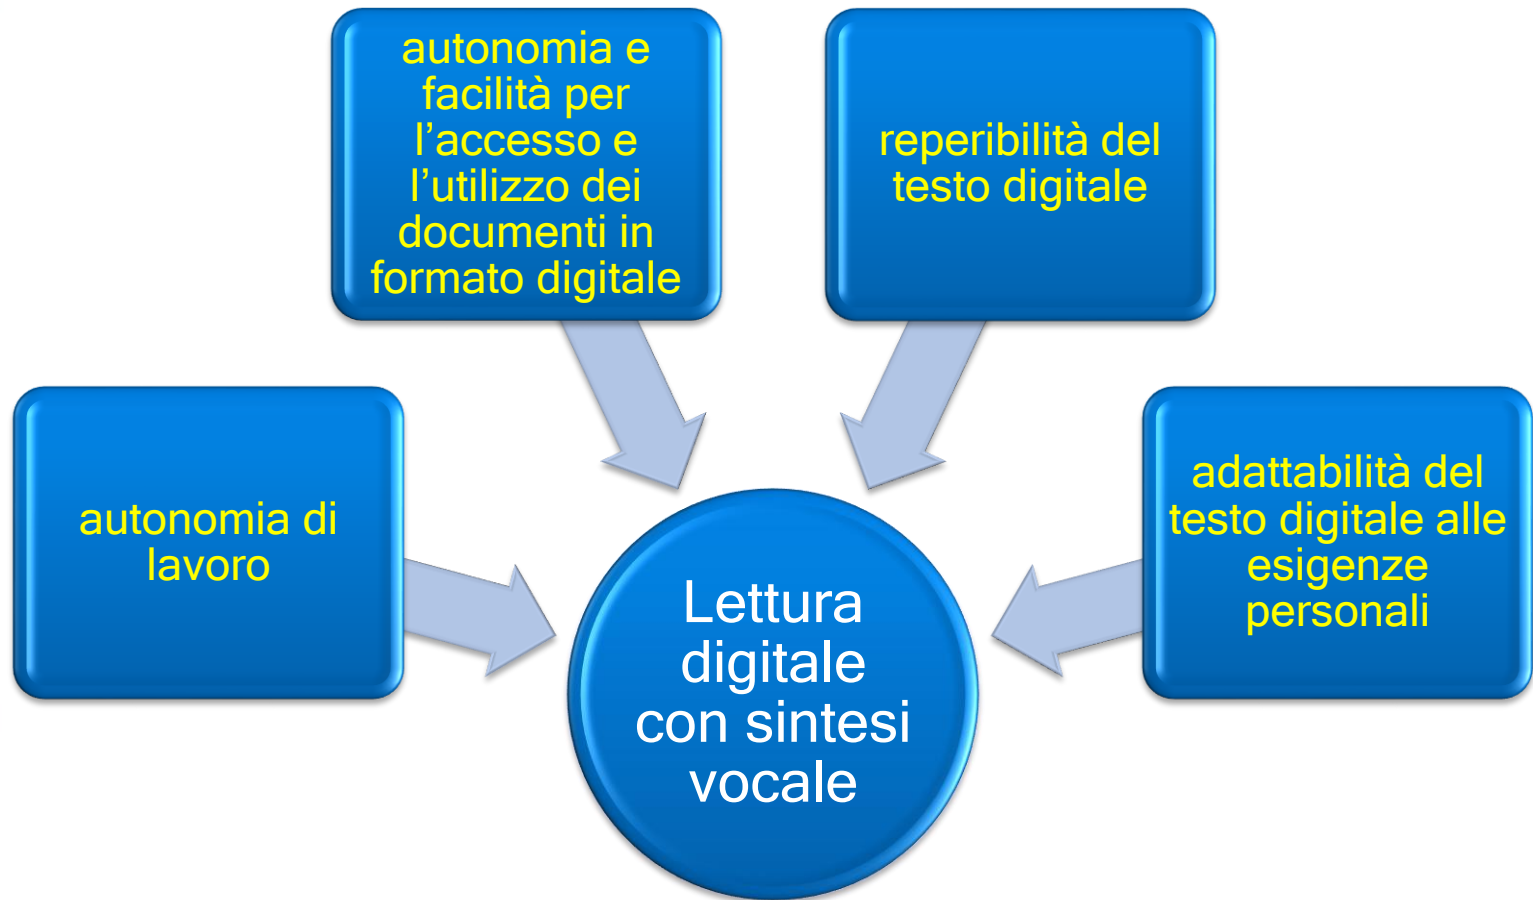 autonomia e
facilità per
l’accesso e
l’utilizzo dei
documenti in
formato digitale
reperibilità del
testo digitale
autonomia di
lavoro
adattabilità del
testo digitale alle
esigenze
personali
Lettura
digitale
con sintesi
vocale